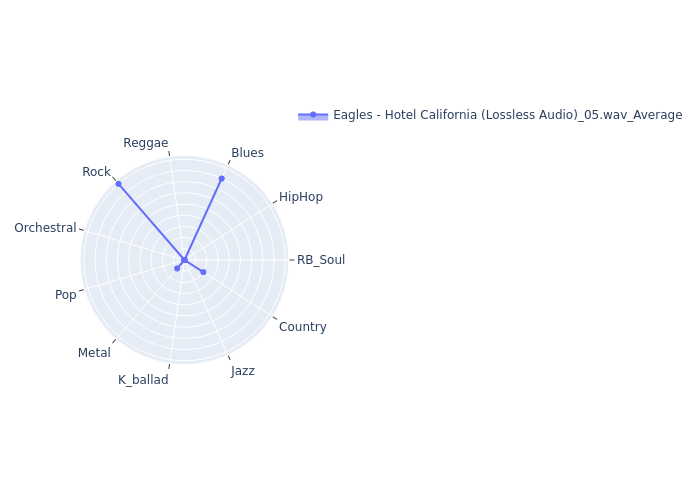 Eagles - Hotel California (Lossless Audio)_05.wav_Average
Reggae
Blues
Rock
HipHop
Orchestral
RB_Soul
Pop
Country
Metal
Jazz
K_ballad